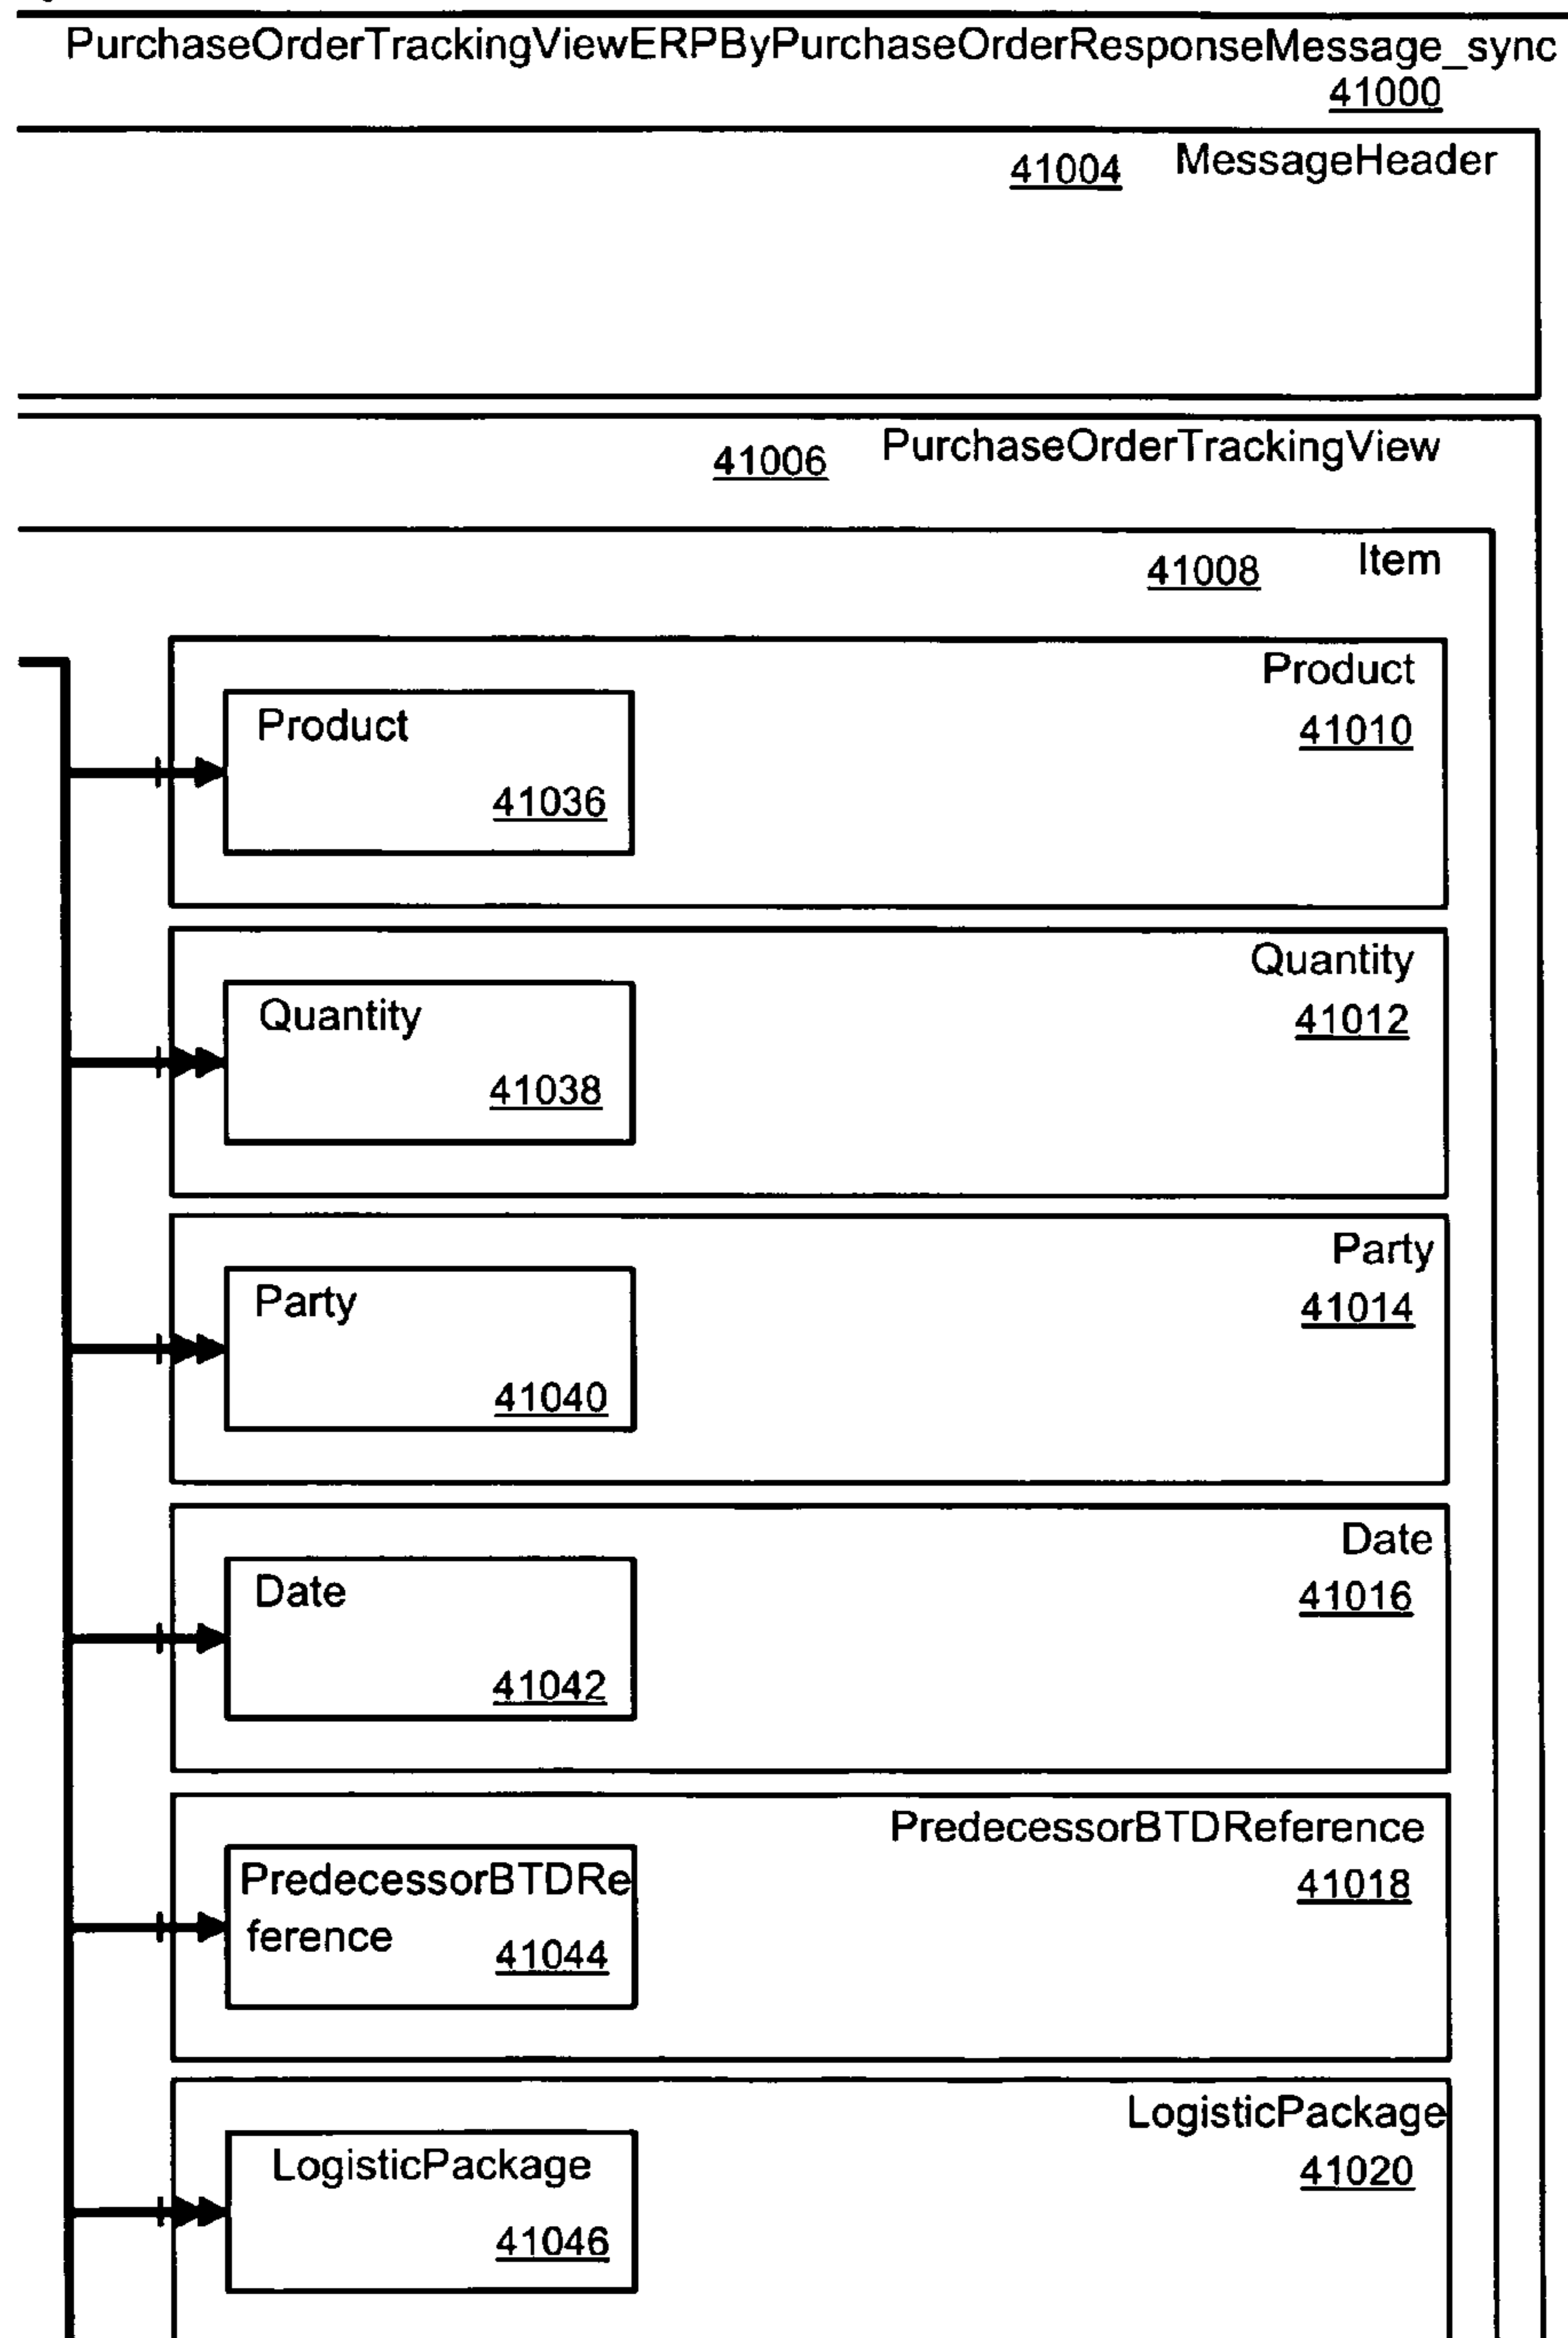 PurchaseOrderTrackingViewERPByPurchaseOrderResponseMessage_sync
41000
41004 MessageHeader
41006 PurchaseOrderTrackingView
41008 Item
Product
41010
Product
41036
Quantity
41012
Quantity
41038
Party
41014
Party
41040
Date
41016
Date
41042
PredecessorBTDReference
41018
PredecessorBTDRe
ference
41044
LogisticPackage
41020
LogisticPackage
41046